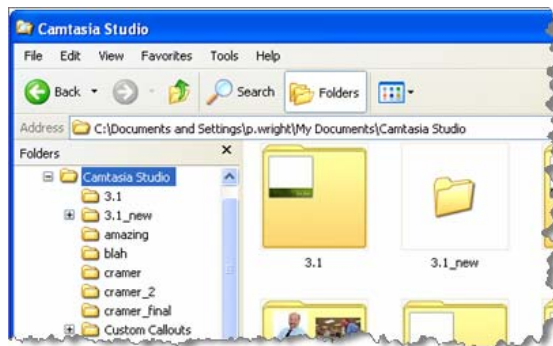 Camtasia Studio
File Edit View Favorites Tools Help
Back Search Folders
Address C:\Documents and Settings\p.wright\My Documents\Camtasia Studio
Folders x
Camtasia Studio
3.1
3.1_new
amazing
blah
cramer
cramer_2
cramer_final
Custom Callouts
3.1 3.1_new